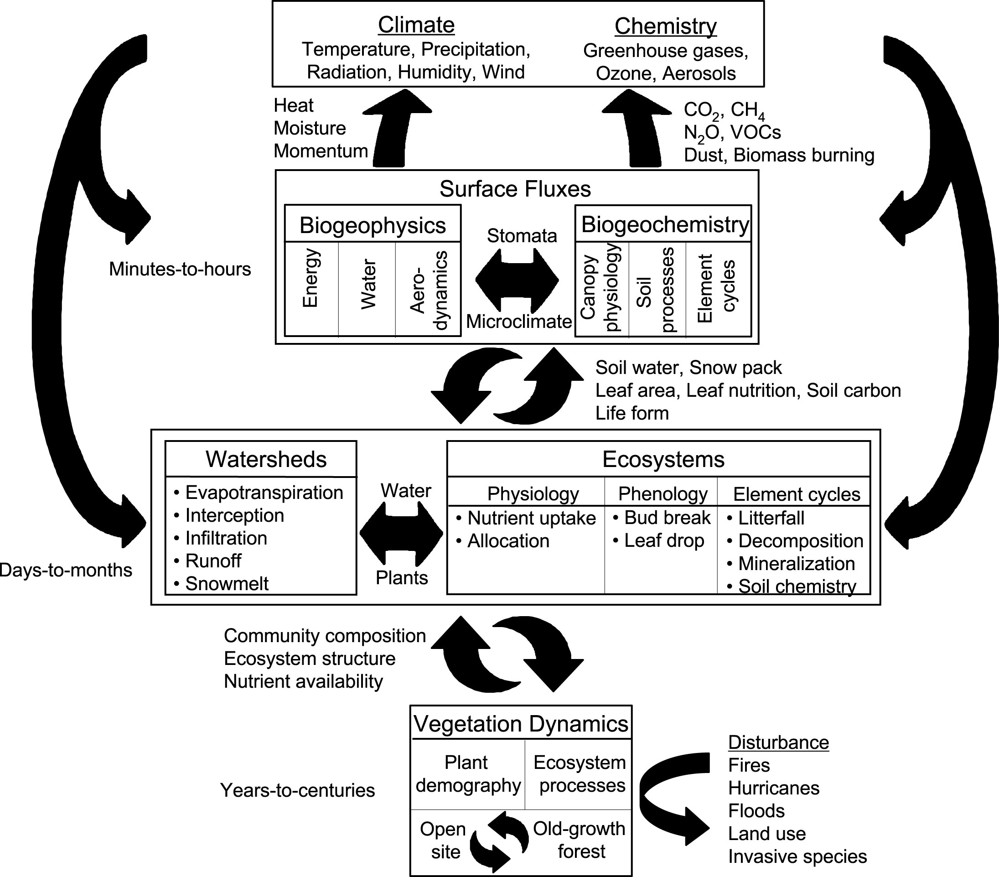 Climate
Temperature, Precipitation,
Radiation, Humidity, Wind
Chemistry
Greenhouse gases,
Ozone, Aerosols
Heat
Moisture
Momentum
CO2, CH4
N2O, VOCs
Dust, Biomass burning
Surface Fluxes
Biogeophysics
Energy
Water
Aero-
dynamics
Stomata
Microclimate
Biogeochemistry
Canopy
physiology
Soil
processes
Element
cycles
Minutes-to-hours
Soil water, Snow pack
Leaf area, Leaf nutrition, Soil carbon
Life form
Watersheds
• Evapotranspiration
• Interception
• Infiltration
• Runoff
• Snowmelt
Water
Plants
Ecosystems
Physiology
• Nutrient uptake
• Allocation
Phenology
• Bud break
• Leaf drop
Element cycles
• Litterfall
• Decomposition
• Mineralization
• Soil chemistry
Days-to-months
Community composition
Ecosystem structure
Nutrient availability
Vegetation Dynamics
Plant
demography
Ecosystem
processes
Open
site
Old-growth
forest
Years-to-centuries
Disturbance
Fires
Hurricanes
Floods
Land use
Invasive species